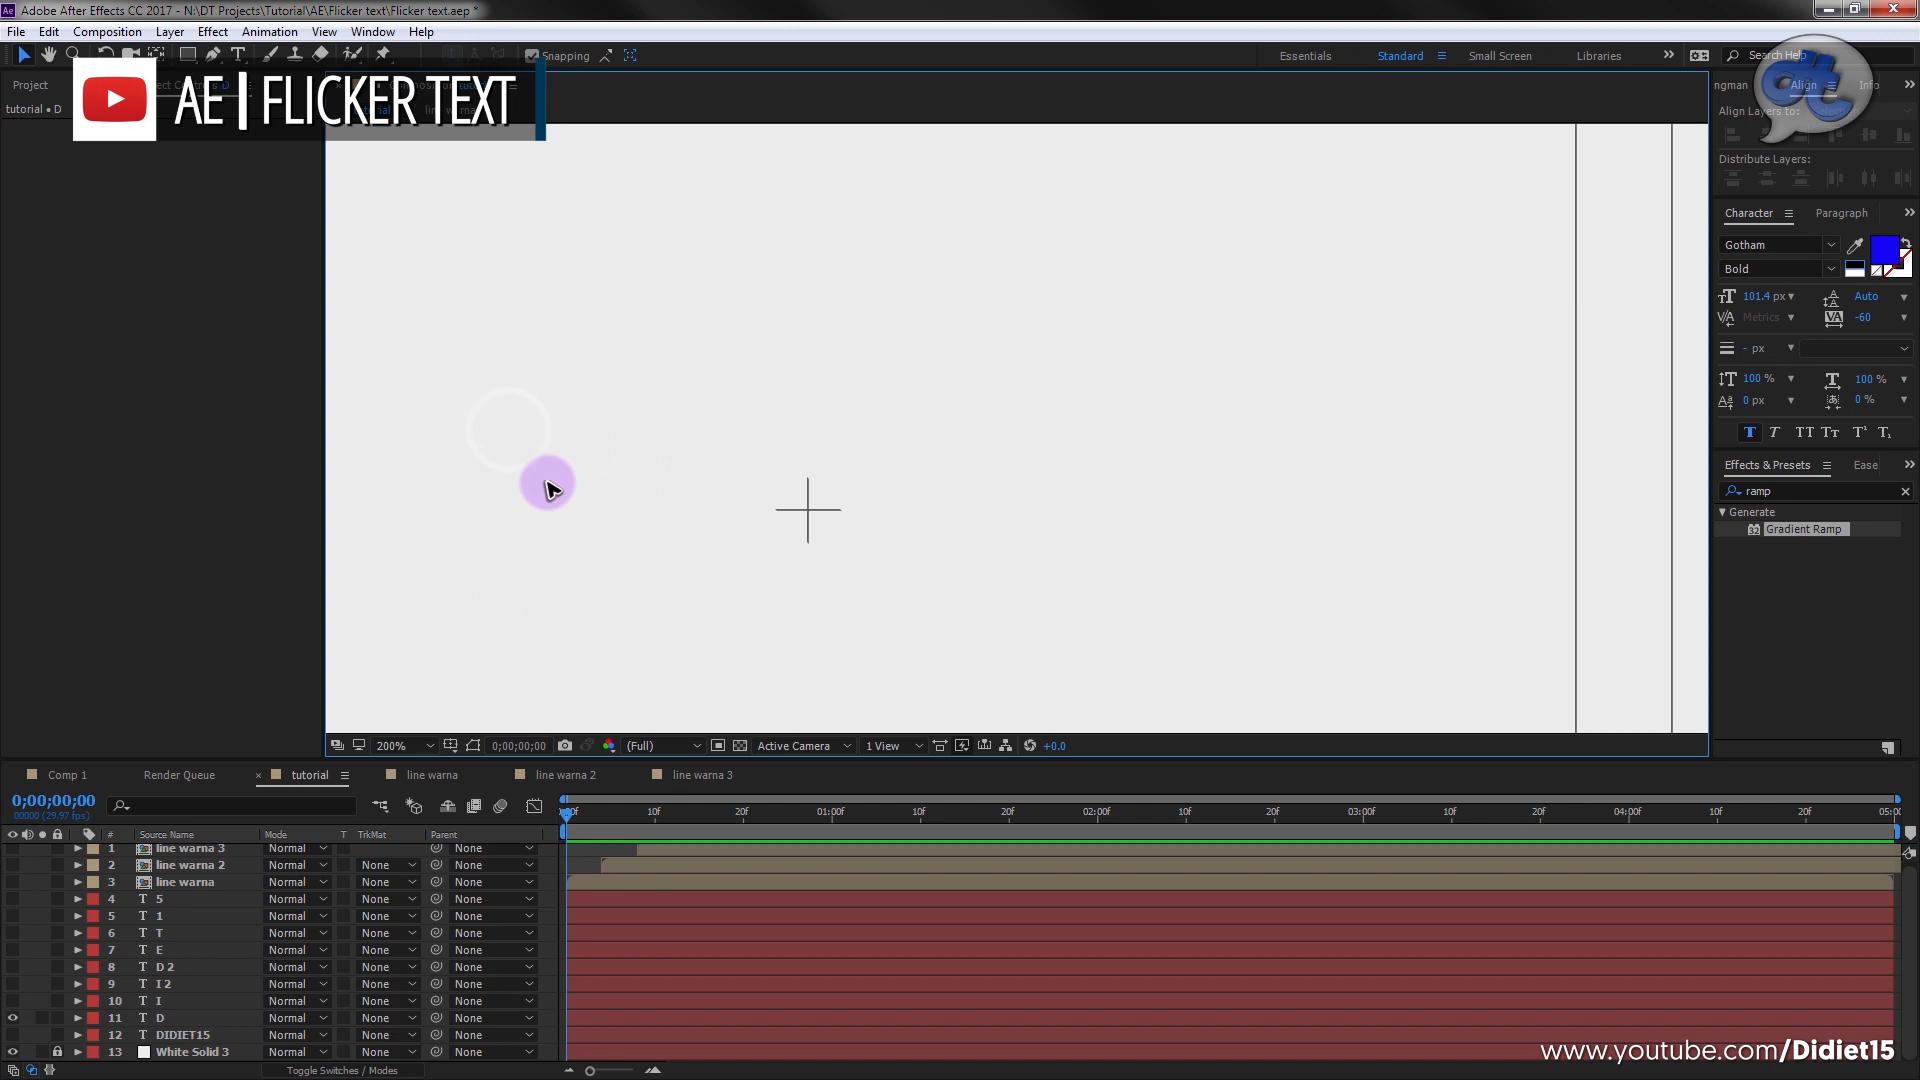 Adobe After Effects CC 2017 - N:\DT Projects\Tutorial\AE\Flicker text\Flicker text.aep *
File Edit Composition Layer Effect Animation View Window Help
Snapping
Essentials Standard Small Screen Libraries Search Help
Project
AE | FLICKER TEXT
dt
ngman Align Info
tutorial • D
Align Layers to:
Distribute Layers:
Character Paragraph
Gotham
Bold
101.4 px Auto
Metrics -60
- px
100 % 100 %
0 px 0 %
T T TT Tt T¹ T₁
Effects & Presets Ease
ramp
Generate
Gradient Ramp
200% 0;00;00;00 (Full) Active Camera 1 View +0.0
Comp 1 Render Queue tutorial line warna line warna 2 line warna 3
0;00;00;00
00000 (29.97 fps)
10f 20f 01:00f 10f 20f 02:00f 10f 20f 03:00f 10f 20f 04:00f 10f 20f 05:00
# Source Name Mode T TrkMat Parent
1 line warna 3 Normal None
2 line warna 2 Normal None None
3 line warna Normal None None
4 T 5 Normal None None
5 T 1 Normal None None
6 T T Normal None None
7 T E Normal None None
8 T D 2 Normal None None
9 T I 2 Normal None None
10 T I Normal None None
11 T D Normal None None
12 T DIDIET15 Normal None None
13 White Solid 3 Normal None None
Toggle Switches / Modes
www.youtube.com/Didiet15